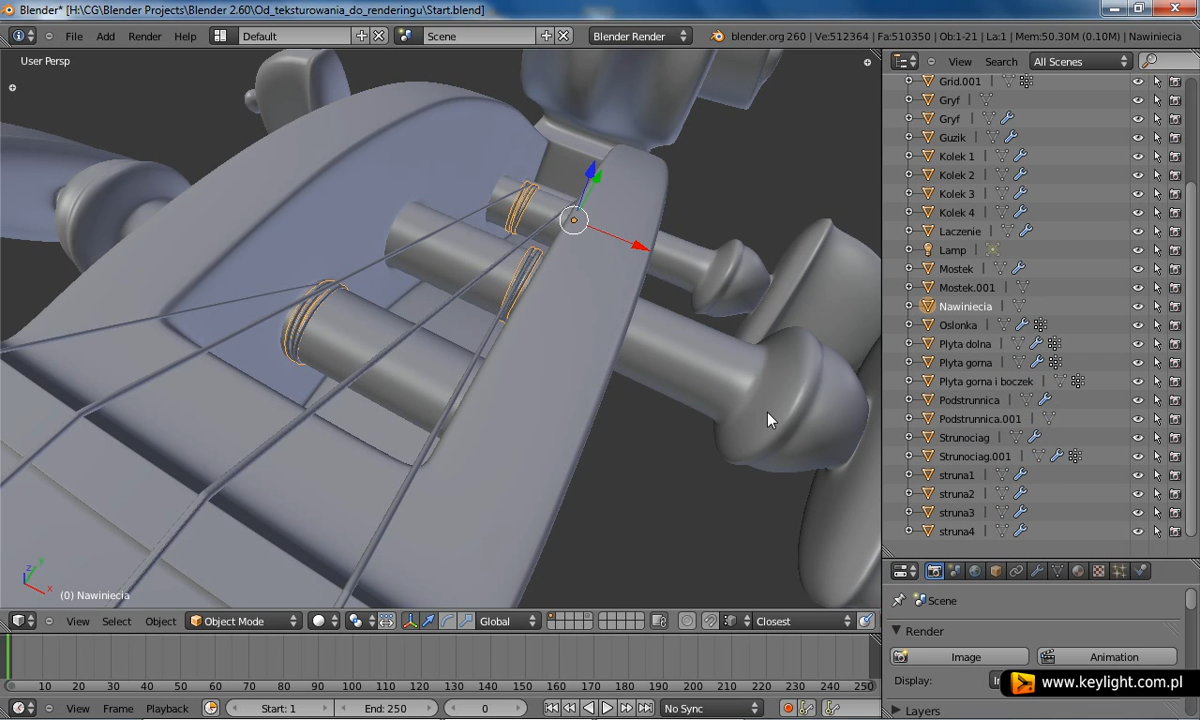 Blender* [H:\CG\Blender Projects\Blender 2.60\Od_teksturowania_do_renderingu\Start.blend]
File Add Render Help Default Scene Blender Render blender.org 260 | Ve:512364 | Fa:510350 | Ob:1-21 | La:1 | Mem:50.30M (0.10M) | Nawiniecia
User Persp
View Search All Scenes
Grid.001
Gryf
Gryf
Guzik
Kolek 1
Kolek 2
Kolek 3
Kolek 4
Laczenie
Lamp
Mostek
Mostek.001
Nawiniecia
Oslonka
Plyta dolna
Plyta gorna
Plyta gorna i boczek
Podstrunnica
Podstrunnica.001
Strunociag
Strunociag.001
struna1
struna2
struna3
struna4
z y x
(0) Nawiniecia
View Select Object Object Mode Global Closest
Scene
Render
Image Animation
Display:
Layers
10 20 30 40 50 60 70 80 90 100 110 120 130 140 150 160 170 180 190 200 210 220 230 240 250
View Frame Playback Start: 1 End: 250 0 No Sync
www.keylight.com.pl